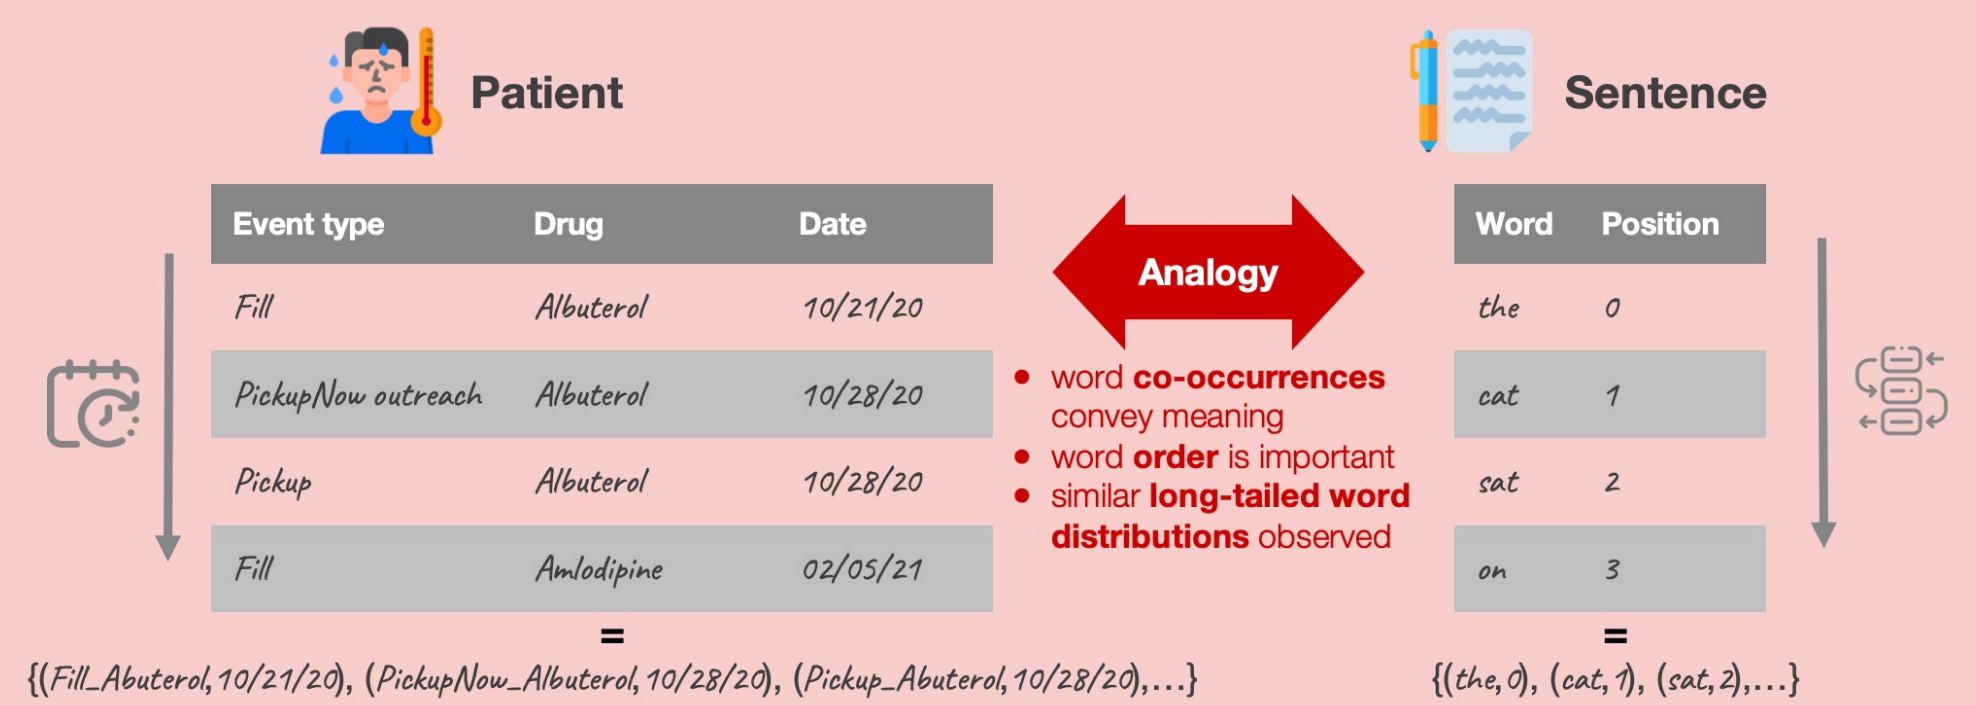 Patient
Sentence
Event type Drug Date
Fill Albuterol 10/21/20
PickupNow outreach Albuterol 10/28/20
Pickup Albuterol 10/28/20
Fill Amlodipine 02/05/21
=
{(Fill_Abuterol, 10/21/20), (PickupNow_Albuterol, 10/28/20), (Pickup_Abuterol, 10/28/20),...}
Analogy
• word co-occurrences
convey meaning
• word order is important
• similar long-tailed word
distributions observed
Word Position
the 0
cat 1
sat 2
on 3
=
{(the, 0), (cat, 1), (sat, 2),...}